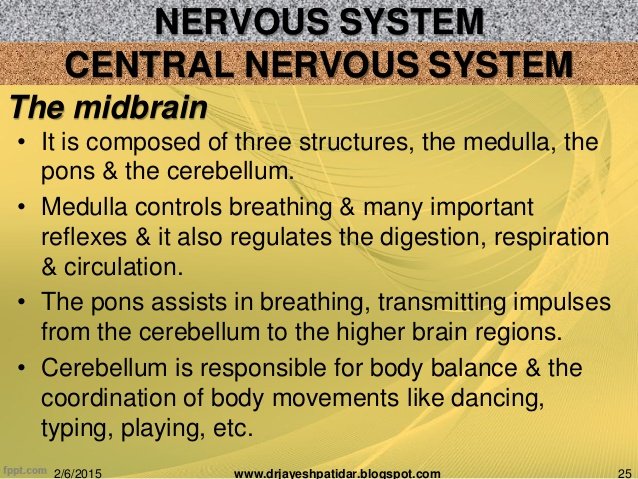 NERVOUS SYSTEM
CENTRAL NERVOUS SYSTEM
The midbrain
• It is composed of three structures, the medulla, the
pons & the cerebellum.
• Medulla controls breathing & many important
reflexes & it also regulates the digestion, respiration
& circulation.
• The pons assists in breathing, transmitting impulses
from the cerebellum to the higher brain regions.
• Cerebellum is responsible for body balance & the
coordination of body movements like dancing,
typing, playing, etc.
fppt.com 2/6/2015 www.drjayeshpatidar.blogspot.com 25